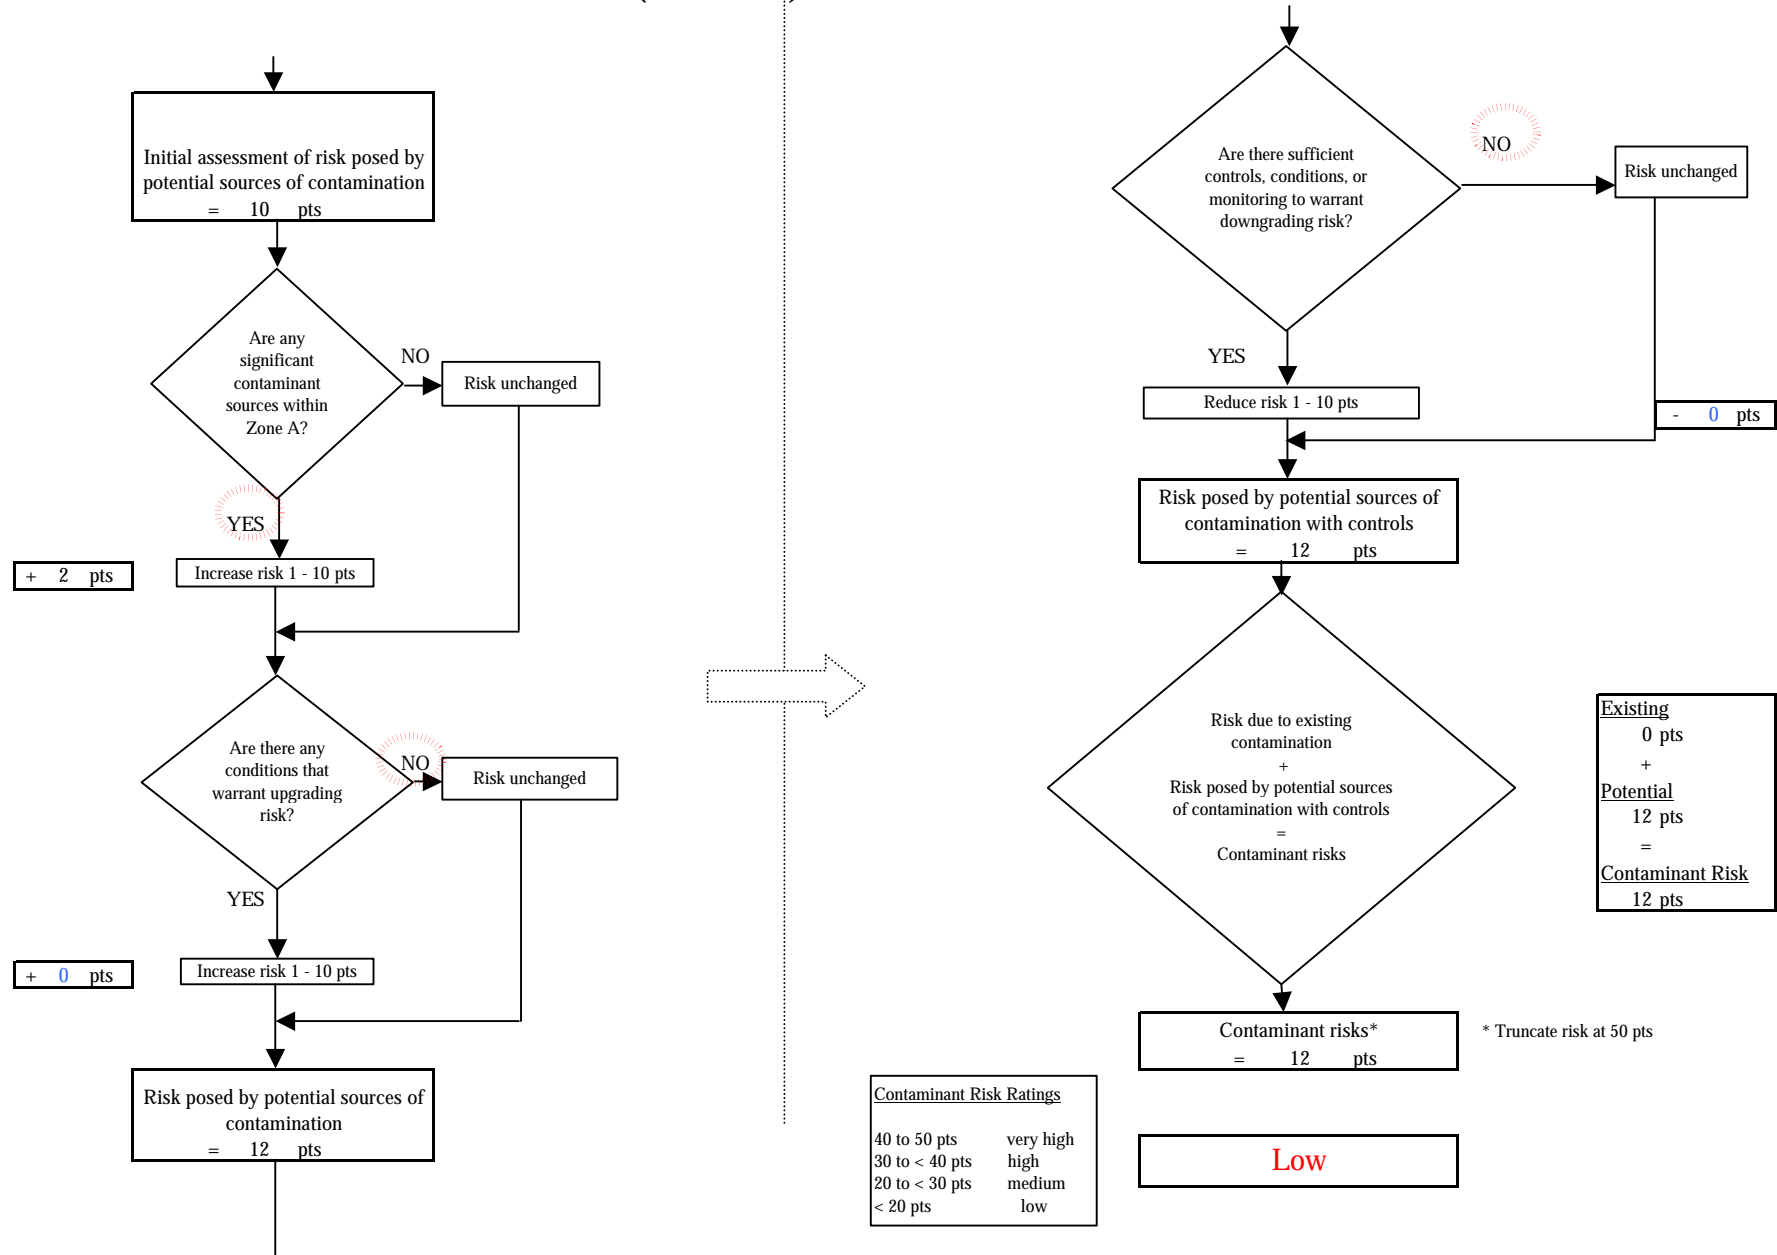 Initial assessment of risk posed by
potential sources of contamination
= 10 pts
Are any
significant
contaminant
sources within
Zone A?
NO
Risk unchanged
YES
+ 2 pts
Increase risk 1 - 10 pts
Are there any
conditions that
warrant upgrading
risk?
NO
Risk unchanged
YES
+ 0 pts
Increase risk 1 - 10 pts
Risk posed by potential sources of
contamination
= 12 pts
Are there sufficient
controls, conditions, or
monitoring to warrant
downgrading risk?
NO
Risk unchanged
YES
Reduce risk 1 - 10 pts
- 0 pts
Risk posed by potential sources of
contamination with controls
= 12 pts
Risk due to existing
contamination
+
Risk posed by potential sources
of contamination with controls
=
Contaminant risks
Existing
0 pts
+
Potential
12 pts
=
Contaminant Risk
12 pts
Contaminant risks*
= 12 pts
* Truncate risk at 50 pts
Contaminant Risk Ratings
40 to 50 pts very high
30 to < 40 pts high
20 to < 30 pts medium
< 20 pts low
Low